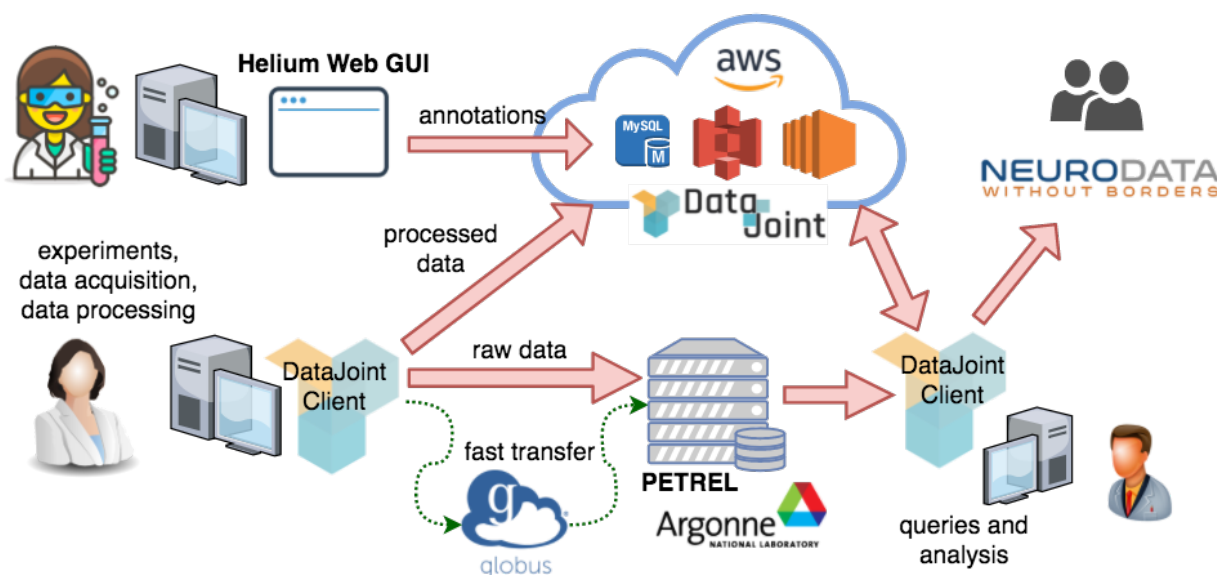 Helium Web GUI
annotations
aws
MySQL
M
Data
Joint
NEURODATA
WITHOUT BORDERS
experiments,
data acquisition,
data processing
processed
data
DataJoint
Client
raw data
fast transfer
g
globus
PETREL
Argonne
NATIONAL LABORATORY
DataJoint
Client
queries and
analysis